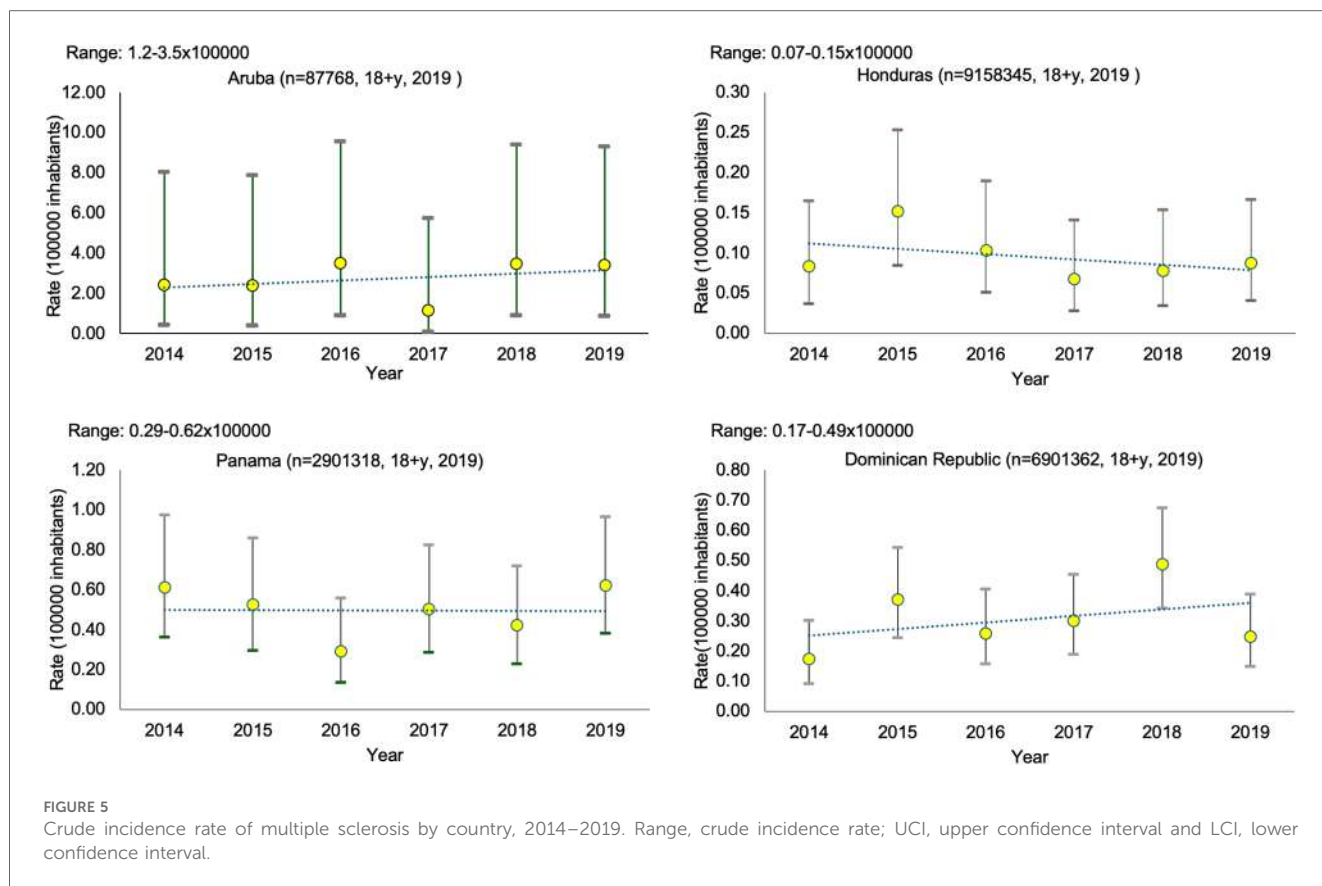 Range: 1.2-3.5x100000
Aruba (n=87768, 18+y, 2019 )
Rate (100000 inhabitants)
12.00
10.00
8.00
6.00
4.00
2.00
0.00
2014 2015 2016 2017 2018 2019
Year
Range: 0.07-0.15x100000
Honduras (n=9158345, 18+y, 2019 )
Rate (100000 inhabitants)
0.30
0.25
0.20
0.15
0.10
0.05
0.00
2014 2015 2016 2017 2018 2019
Year
Range: 0.29-0.62x100000
Panama (n=2901318, 18+y, 2019)
Rate (100000 inhabitants)
1.20
1.00
0.80
0.60
0.40
0.20
0.00
2014 2015 2016 2017 2018 2019
Year
Range: 0.17-0.49x100000
Dominican Republic (n=6901362, 18+y, 2019)
Rate(100000 inhabitants)
0.80
0.70
0.60
0.50
0.40
0.30
0.20
0.10
0.00
2014 2015 2016 2017 2018 2019
Year
FIGURE 5
Crude incidence rate of multiple sclerosis by country, 2014–2019. Range, crude incidence rate; UCI, upper confidence interval and LCI, lower
confidence interval.